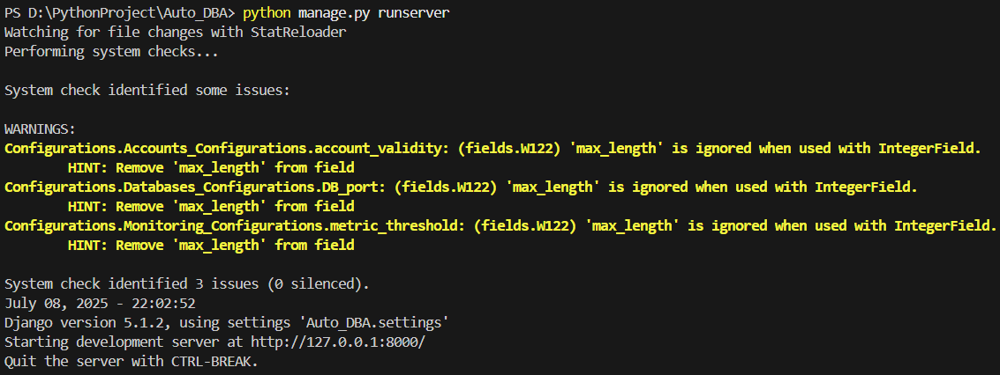 PS D:\PythonProject\Auto_DBA> python manage.py runserver
Watching for file changes with StatReloader
Performing system checks...
System check identified some issues:
WARNINGS:
Configurations.Accounts_Configurations.account_validity: (fields.W122) 'max_length' is ignored when used with IntegerField.
HINT: Remove 'max_length' from field
Configurations.Databases_Configurations.DB_port: (fields.W122) 'max_length' is ignored when used with IntegerField.
HINT: Remove 'max_length' from field
Configurations.Monitoring_Configurations.metric_threshold: (fields.W122) 'max_length' is ignored when used with IntegerField.
HINT: Remove 'max_length' from field
System check identified 3 issues (0 silenced).
July 08, 2025 - 22:02:52
Django version 5.1.2, using settings 'Auto_DBA.settings'
Starting development server at http://127.0.0.1:8000/
Quit the server with CTRL-BREAK.